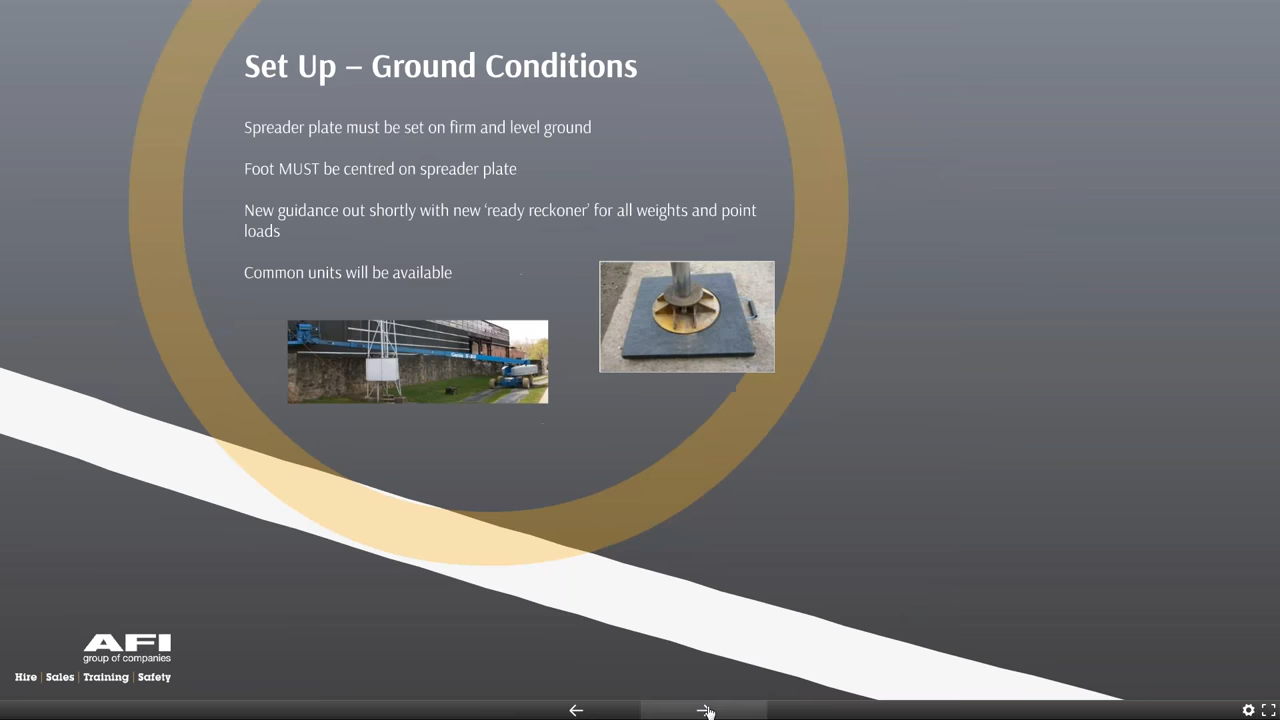 Set Up – Ground Conditions
Spreader plate must be set on firm and level ground
Foot MUST be centred on spreader plate
New guidance out shortly with new ‘ready reckoner’ for all weights and point
loads
Common units will be available
Genie
AFI
group of companies
Hire | Sales | Training | Safety